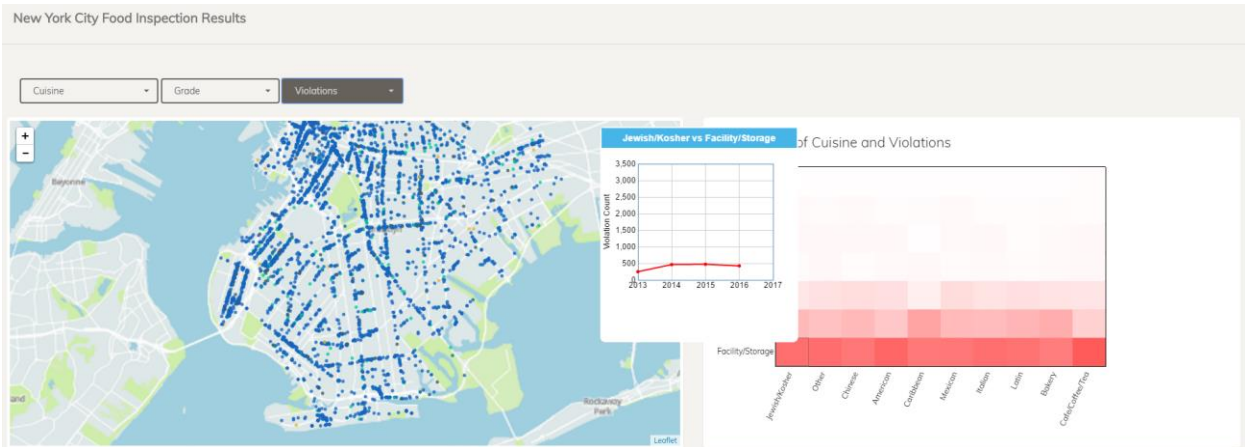 New York City Food Inspection Results
Cuisine
Grade
Violations
+
−
Bayonne
and
Rockaway
Park
Leaflet
Jewish/Kosher vs Facility/Storage
Violation Count
3,500
3,000
2,500
2,000
1,500
1,000
500
0
2013 2014 2015 2016 2017
of Cuisine and Violations
Facility/Storage
Jewish/Kosher
Other
Chinese
American
Caribbean
Mexican
Italian
Latin
Bakery
Cafe/Coffee/Tea